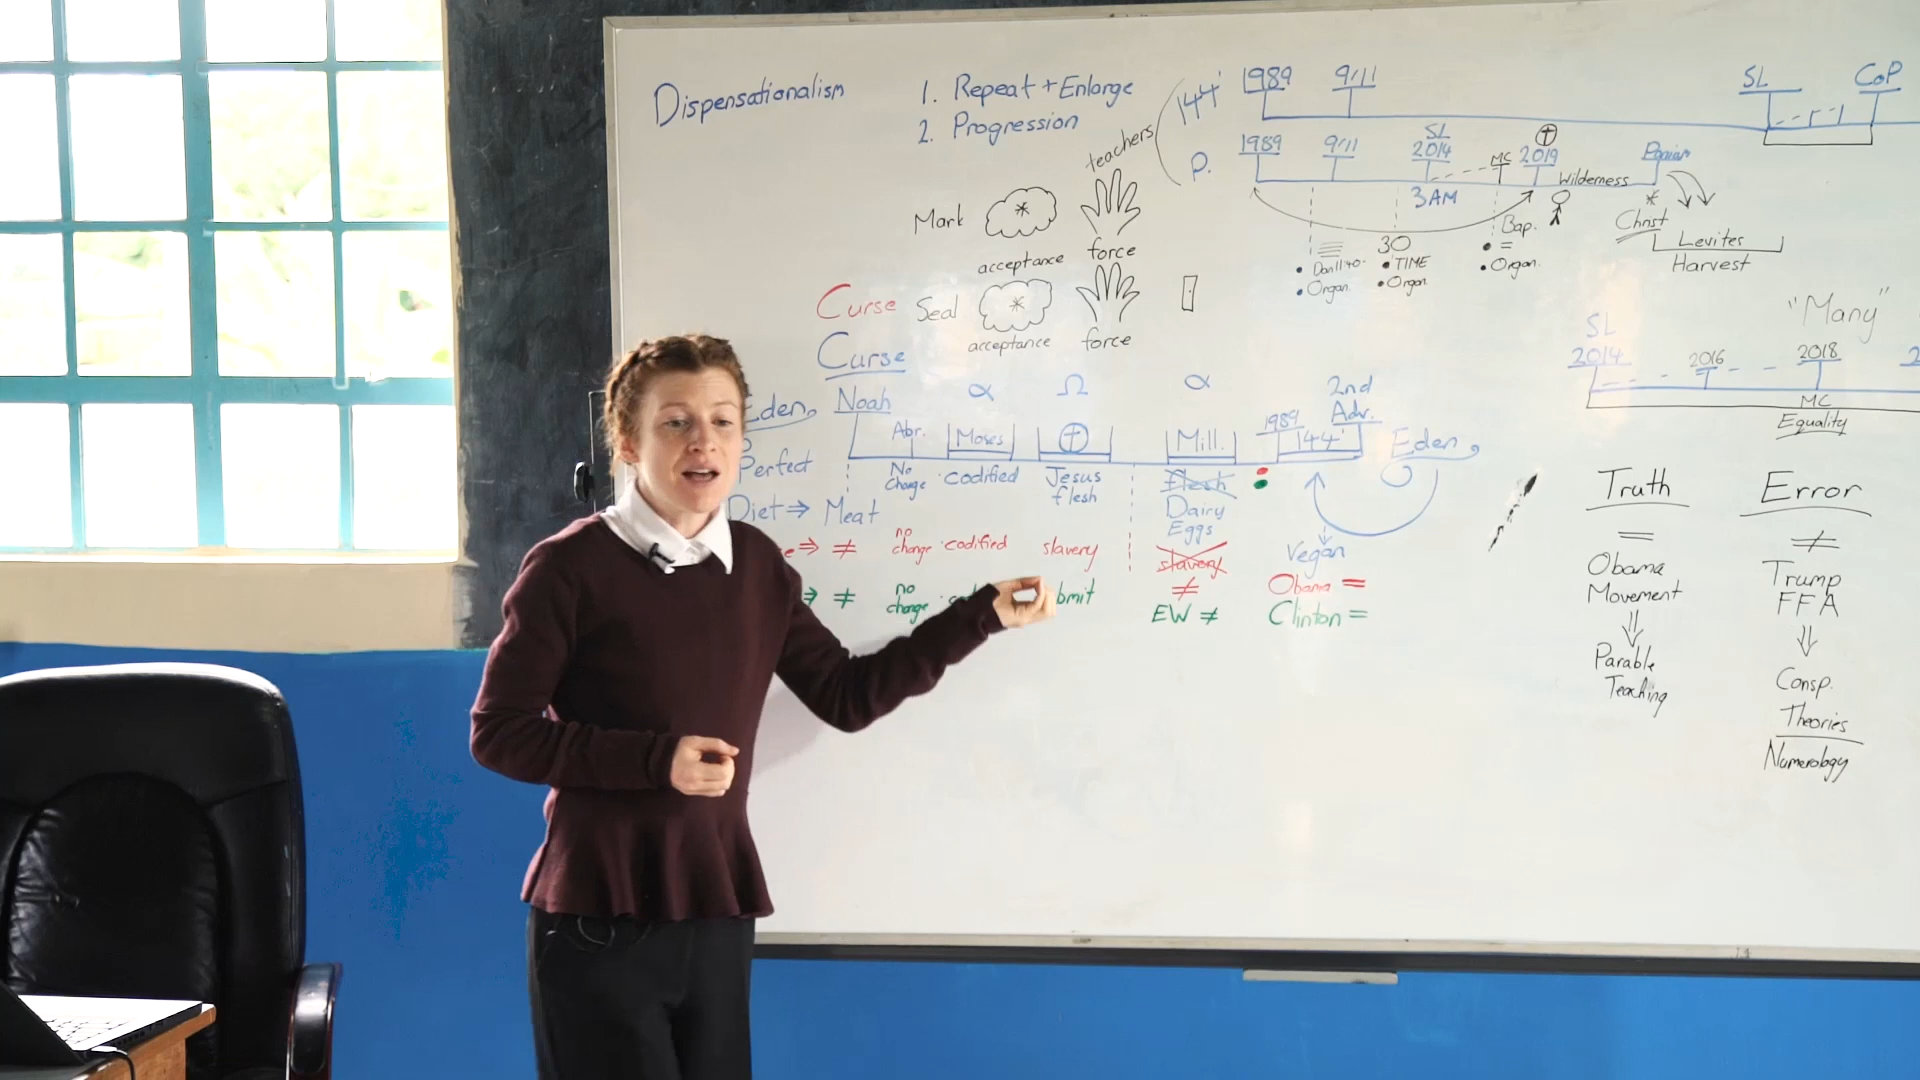 Dispensationalism
1. Repeat + Enlarge
2. Progression
teachers
144
1989
9/11
SL
CoP
P.
1989
9/11
SL
2014
MC
2019
3AM
Wilderness
30
Dan 11:40
• Organ.
• TIME
• Organ
Bap.
• =
• Organ.
* Christ
Levites
Harvest
Mark
*
acceptance
force
Curse
Seal
*
acceptance
force
Curse
"Many"
SL
2014
2016
2018
MC
Equality
Eden
Noah
Abr.
α
Moses
Ω
α
Mill.
1989
144
2nd
Adv.
Eden
Perfect
No
Change
· codified
Jesus
flesh
Flesh
Dairy
Eggs
Diet ⇒ Meat
Vegan
⇒ ≠
no
change
· codified
slavery
slavery
≠
Obama =
⇒ ≠
no
change
EW ≠
Clinton =
Truth
=
Obama
Movement
⇓
Parable
Teaching
Error
≠
Trump
FFA
⇓
Consp.
Theories
Numerology